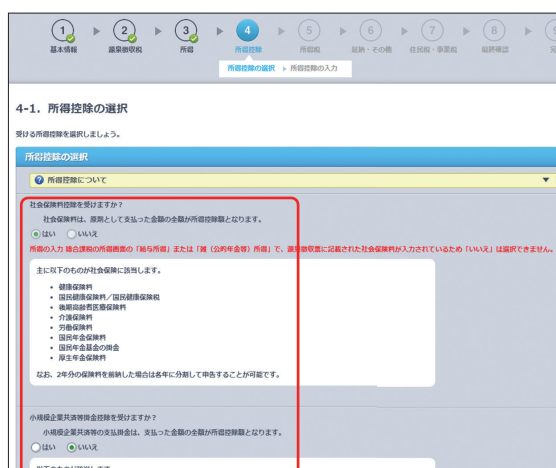 1 2 3 4 5 6 7 8
基本情報 源泉徴収税 所得 所得控除 所得税 収納・その他 住民税・事業税 最終確認
所得控除の選択 所得控除の入力
4-1. 所得控除の選択
受ける所得控除を選択しましょう。
所得控除の選択
所得控除について
社会保険料控除を受けますか？
社会保険料は、原則として支払った金額の全額が所得控除額となります。
はい いいえ
所得の入力 総合課税の所得画面の「給与所得」または「雑（公的年金等）所得」で、源泉徴収票に記載された社会保険料が入力されているため「いいえ」は選択できません。
主に以下のものが社会保険に該当します。
• 健康保険料
• 国民健康保険料／国民健康保険税
• 後期高齢者医療保険料
• 介護保険料
• 労働保険料
• 国民年金保険料
• 国民年金基金の掛金
• 厚生年金保険料
なお、2年分の保険料を前納した場合は各年に分割して申告することが可能です。
小規模企業共済等掛金控除を受けますか？
小規模企業共済等の支払掛金は、支払った金額の全額が所得控除額となります。
はい いいえ